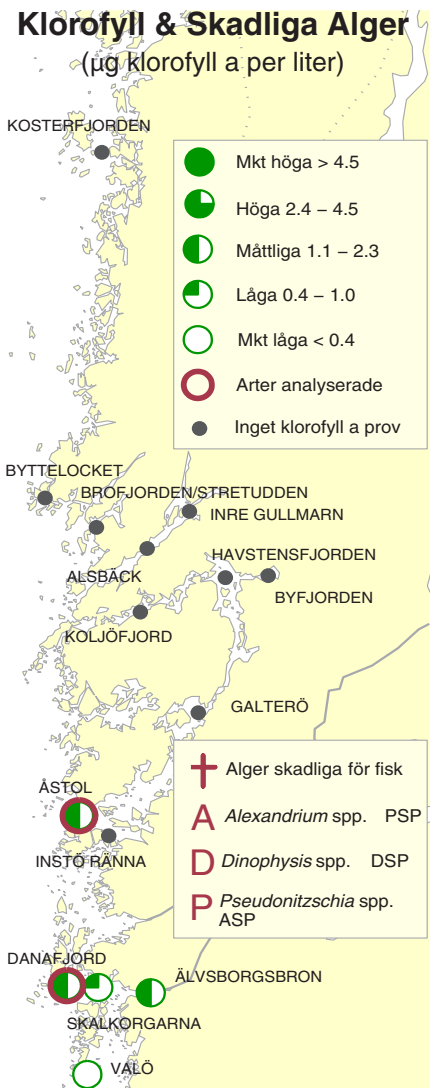 Klorofyll & Skadliga Alger
(µg klorofyll a per liter)
KOSTERFJORDEN
Mkt höga > 4.5
Höga 2.4 – 4.5
Måttliga 1.1 – 2.3
Låga 0.4 – 1.0
Mkt låga < 0.4
Arter analyserade
Inget klorofyll a prov
BYTTELOCKET
BROFJORDEN/STRETUDDEN
INRE GULLMARN
HAVSTENSFJORDEN
ALSBÄCK
BYFJORDEN
KOLJÖFJORD
GALTERÖ
Alger skadliga för fisk
ÅSTOL
A Alexandrium spp. PSP
INSTÖ RÄNNA
D Dinophysis spp. DSP
P Pseudonitzschia spp.
ASP
DANAFJORD
ÄLVSBORGSBRON
SKALKORGARNA
VALÖ